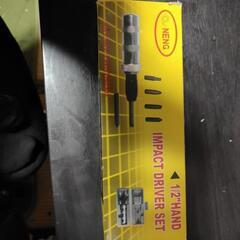 NENG
1/2"HAND
IMPACT DRIVER SET